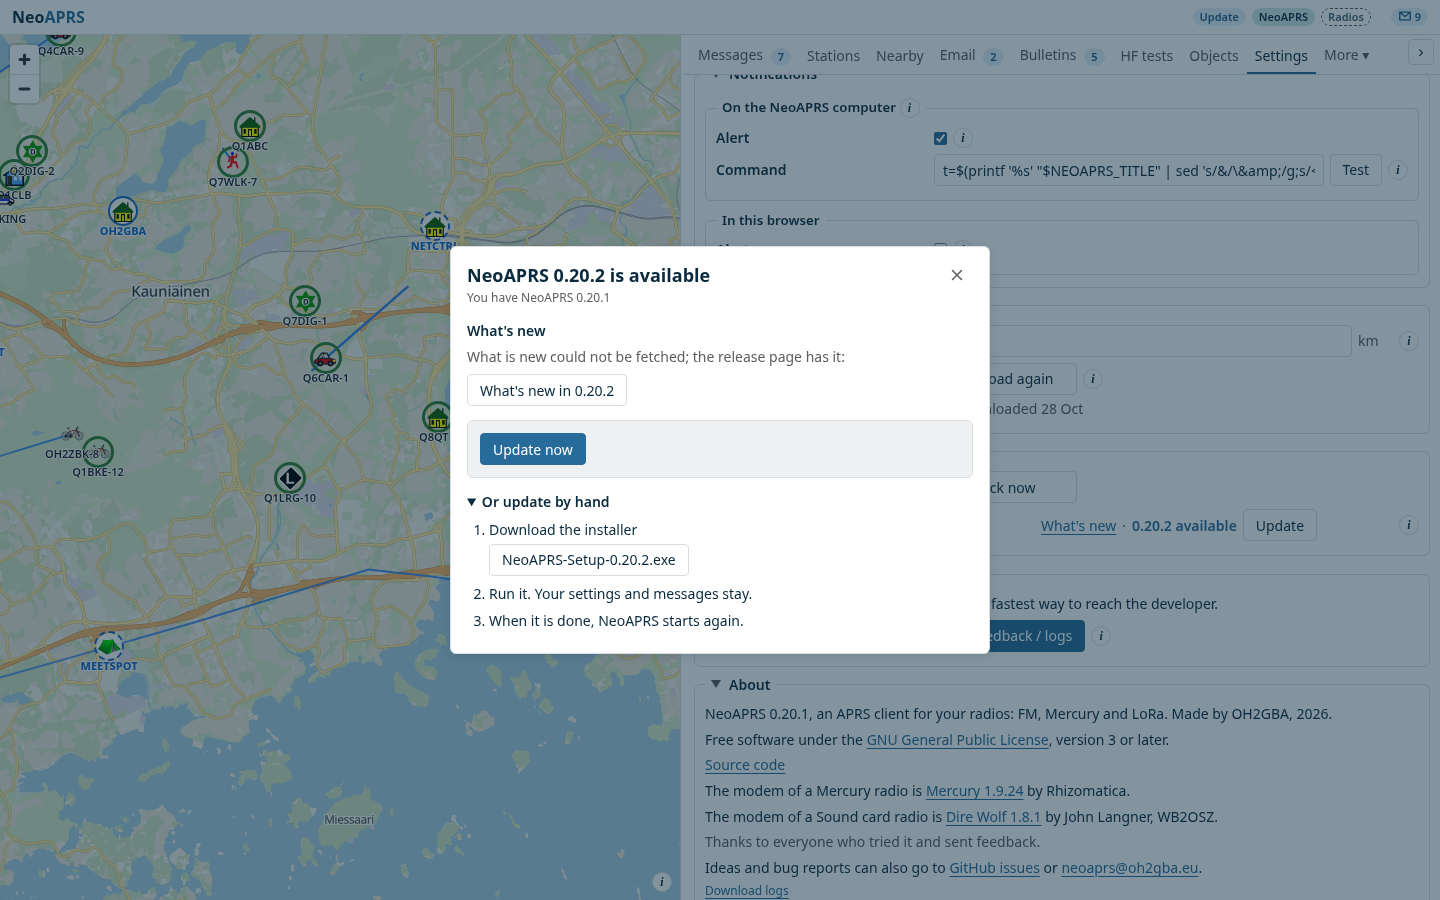 NeoAPRS
Update
NeoAPRS
Radios
9
Messages 7
Stations
Nearby
Email 2
Bulletins 5
HF tests
Objects
Settings
More ▾
›
+
−
Q4CAR-9
Q1ABC
Q2DIG-2
Q7WLK-7
Q1CLB
KING
OH2GBA
NETCTRL
Kauniainen
Q7DIG-1
Q6CAR-1
Q8QT
OH2ZBK-8
Q1BKE-12
Q1LRG-10
MEETSPOT
Miessaari
i
Notifications
On the NeoAPRS computer i
Alert i
Command
t=$(printf '%s' "$NEOAPRS_TITLE" | sed 's/&/\&amp;/g;s/<
Test
i
In this browser
km
i
oad again
i
loaded 28 Oct
ck now
What's new · 0.20.2 available
Update
i
fastest way to reach the developer.
edback / logs
i
NeoAPRS 0.20.2 is available
You have NeoAPRS 0.20.1
What's new
What is new could not be fetched; the release page has it:
What's new in 0.20.2
Update now
▼ Or update by hand
1. Download the installer
NeoAPRS-Setup-0.20.2.exe
2. Run it. Your settings and messages stay.
3. When it is done, NeoAPRS starts again.
▼ About
NeoAPRS 0.20.1, an APRS client for your radios: FM, Mercury and LoRa. Made by OH2GBA, 2026.
Free software under the GNU General Public License, version 3 or later.
Source code
The modem of a Mercury radio is Mercury 1.9.24 by Rhizomatica.
The modem of a Sound card radio is Dire Wolf 1.8.1 by John Langner, WB2OSZ.
Thanks to everyone who tried it and sent feedback.
Ideas and bug reports can also go to GitHub issues or neoaprs@oh2gba.eu.
Download logs